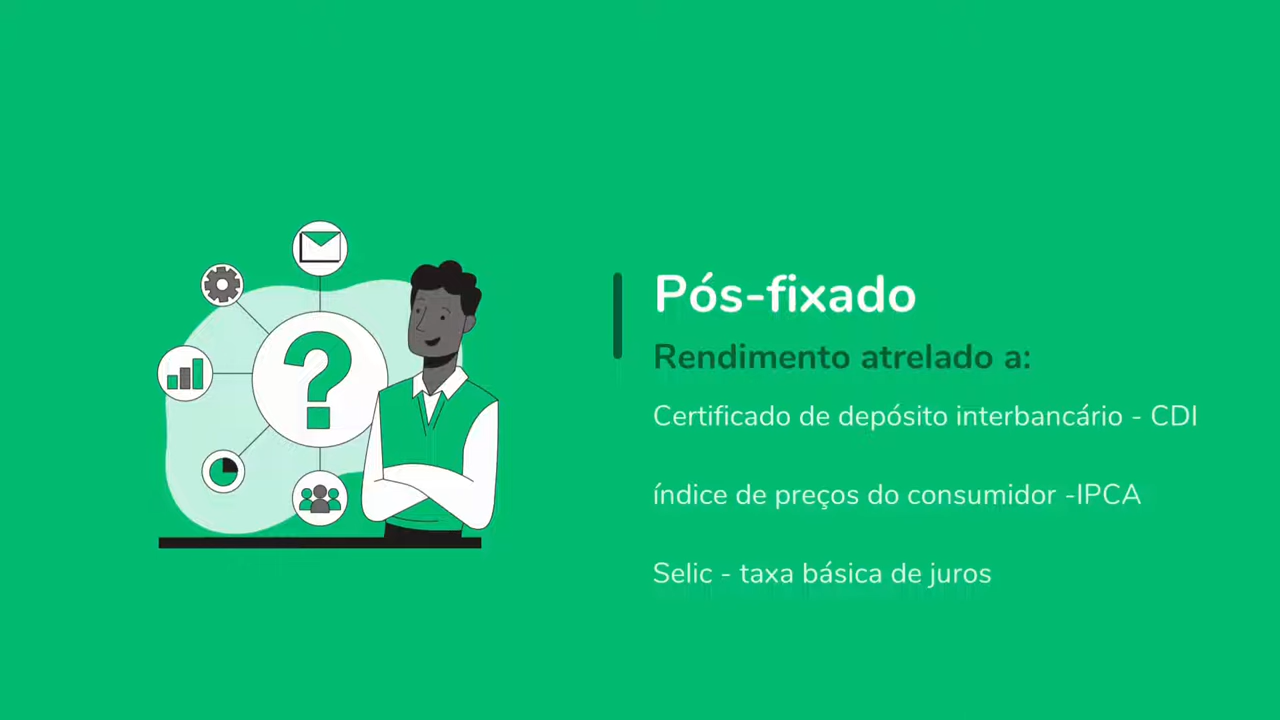 ?
Pós-fixado
Rendimento atrelado a:
Certificado de depósito interbancário - CDI
índice de preços do consumidor -IPCA
Selic - taxa básica de juros